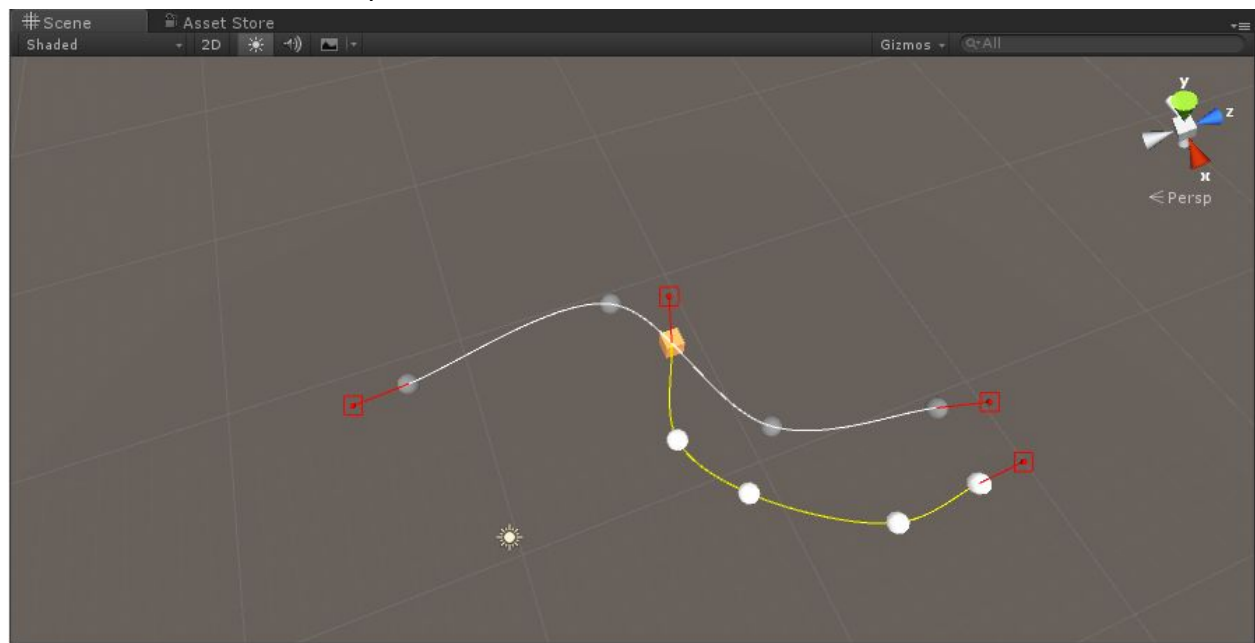 Scene
Asset Store
Shaded
2D
Gizmos
All
y
z
x
Persp